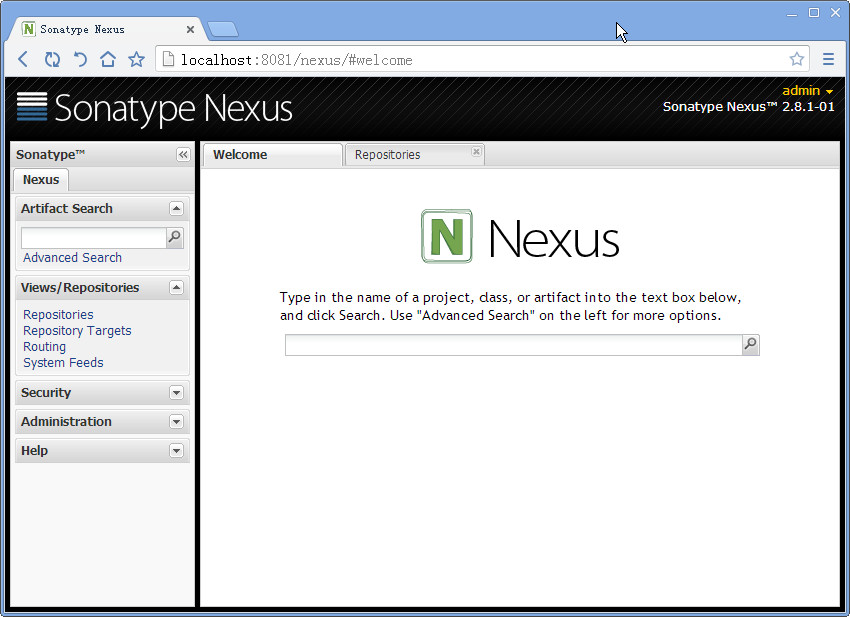 Sonatype Nexus
localhost:8081/nexus/#welcome
Sonatype Nexus
admin
Sonatype Nexus™ 2.8.1-01
Sonatype™
Nexus
Artifact Search
Advanced Search
Views/Repositories
Repositories
Repository Targets
Routing
System Feeds
Security
Administration
Help
Welcome
Repositories
N Nexus
Type in the name of a project, class, or artifact into the text box below,
and click Search. Use "Advanced Search" on the left for more options.